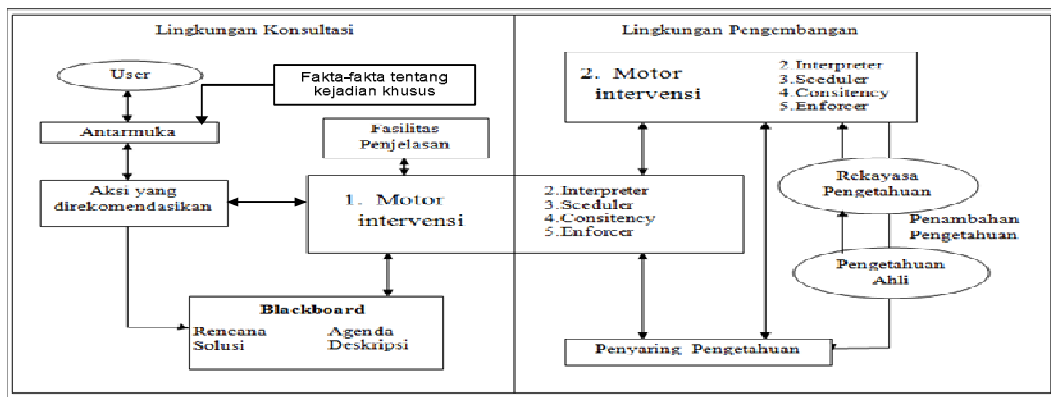 Lingkungan Konsultasi
User
Fakta-fakta tentang
kejadian khusus
Antarmuka
Fasilitas
Penjelasan
Aksi yang
direkomendasikan
1. Motor
intervensi
2.Interpreter
3.Sceduler
4.Consitency
5.Enforcer
Blackboard
Rencana Agenda
Solusi Deskripsi
Lingkungan Pengembangan
2. Motor
intervensi
2.Interpreter
3.Sceduler
4.Consitency
5.Enforcer
Rekayasa
Pengetahuan
Penambahan
Pengetahuan
Pengetahuan
Ahli
Penyaring Pengetahuan